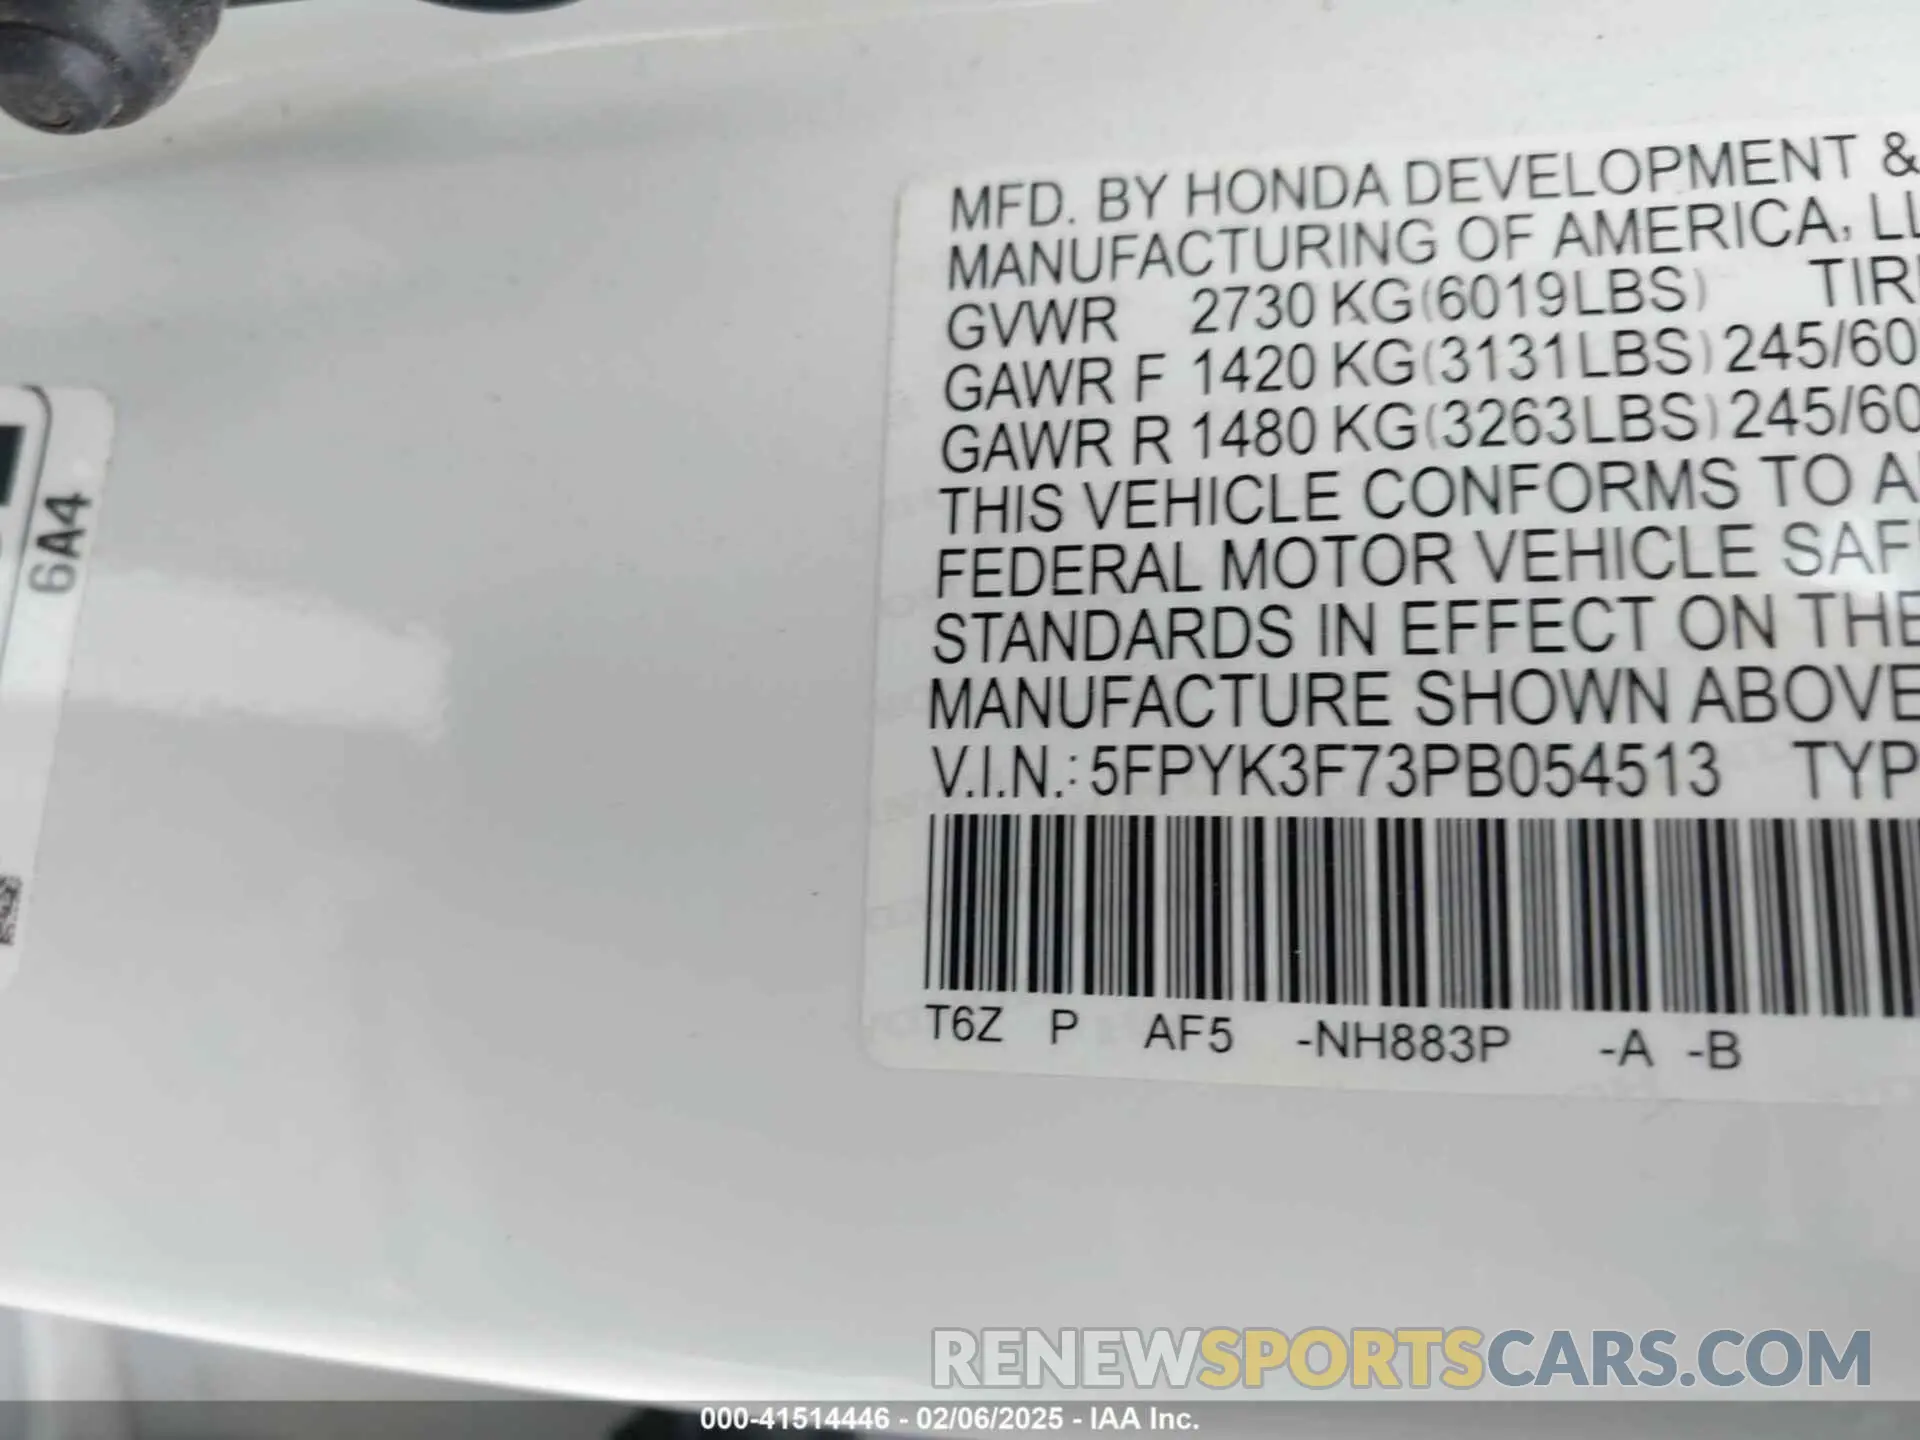 MFD. BY HONDA DEVELOPMENT &
MANUFACTURING OF AMERICA, LL
GVWR 2730 KG(6019LBS) TIR
GAWR F 1420 KG(3131LBS) 245/60
GAWR R 1480 KG(3263LBS) 245/60
THIS VEHICLE CONFORMS TO A
FEDERAL MOTOR VEHICLE SAF
STANDARDS IN EFFECT ON THE
MANUFACTURE SHOWN ABOVE
V.I.N.: 5FPYK3F73PB054513 TYP
T6Z P AF5 -NH883P -A -B
6A4
RENEWSPORTSCARS.COM
000-41514446 - 02/06/2025 - IAA Inc.